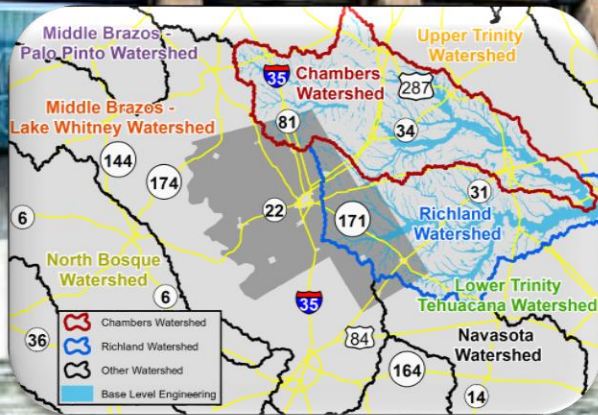 Middle Brazos -
Palo Pinto Watershed
Upper Trinity
Watershed
35
Chambers
Watershed
287
Middle Brazos -
Lake Whitney Watershed
81
34
144
174
31
6
22
171
Richland
Watershed
North Bosque
Watershed
6
35
Lower Trinity
Tehuacana Watershed
36
84
Navasota
Watershed
164
14
Chambers Watershed
Richland Watershed
Other Watershed
Base Level Engineering